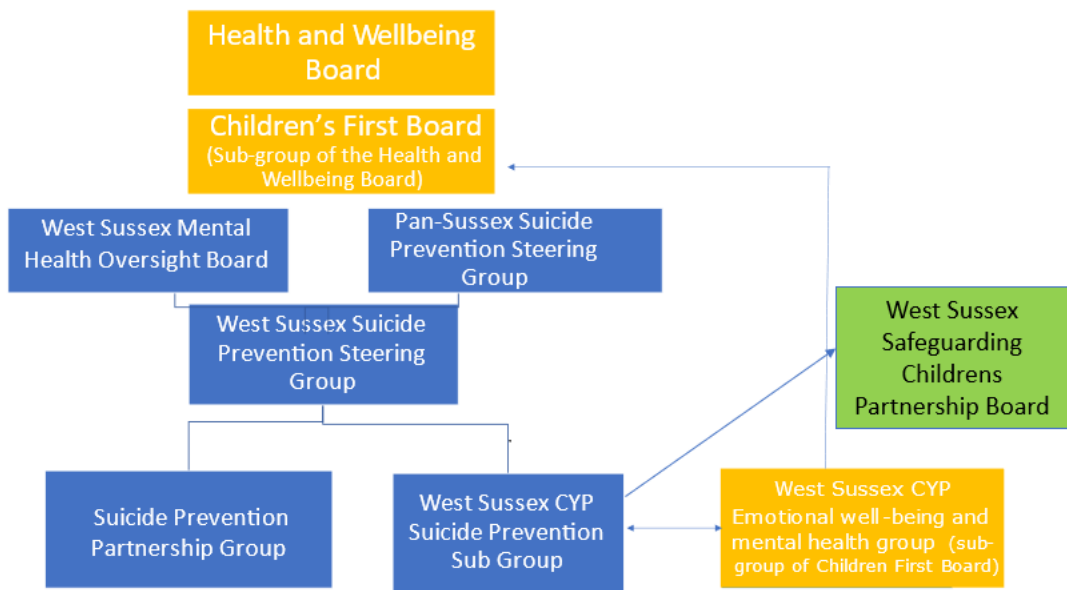 Health and Wellbeing
Board
Children's First Board
(Sub-group of the Health and
Wellbeing Board)
West Sussex Mental
Health Oversight Board
Pan-Sussex Suicide
Prevention Steering
Group
West Sussex Suicide
Prevention Steering
Group
West Sussex
Safeguarding
Childrens
Partnership Board
Suicide Prevention
Partnership Group
West Sussex CYP
Suicide Prevention
Sub Group
West Sussex CYP
Emotional well-being and
mental health group (sub-
group of Children First Board)